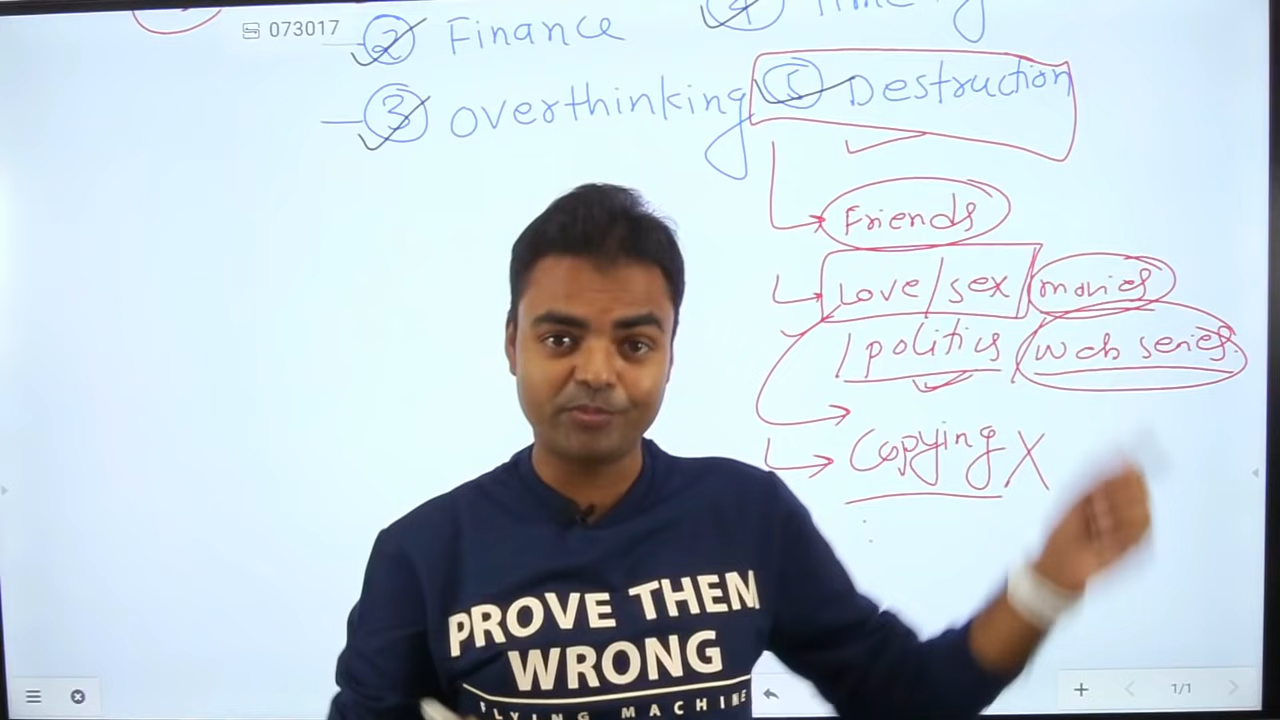 073017
② Finance
③ overthinking
④
⑤ Destruction
Friends
Love/sex
movies
/politics
web series.
Copying X
PROVE THEM
WRONG
FLYING MACHINE
1/1